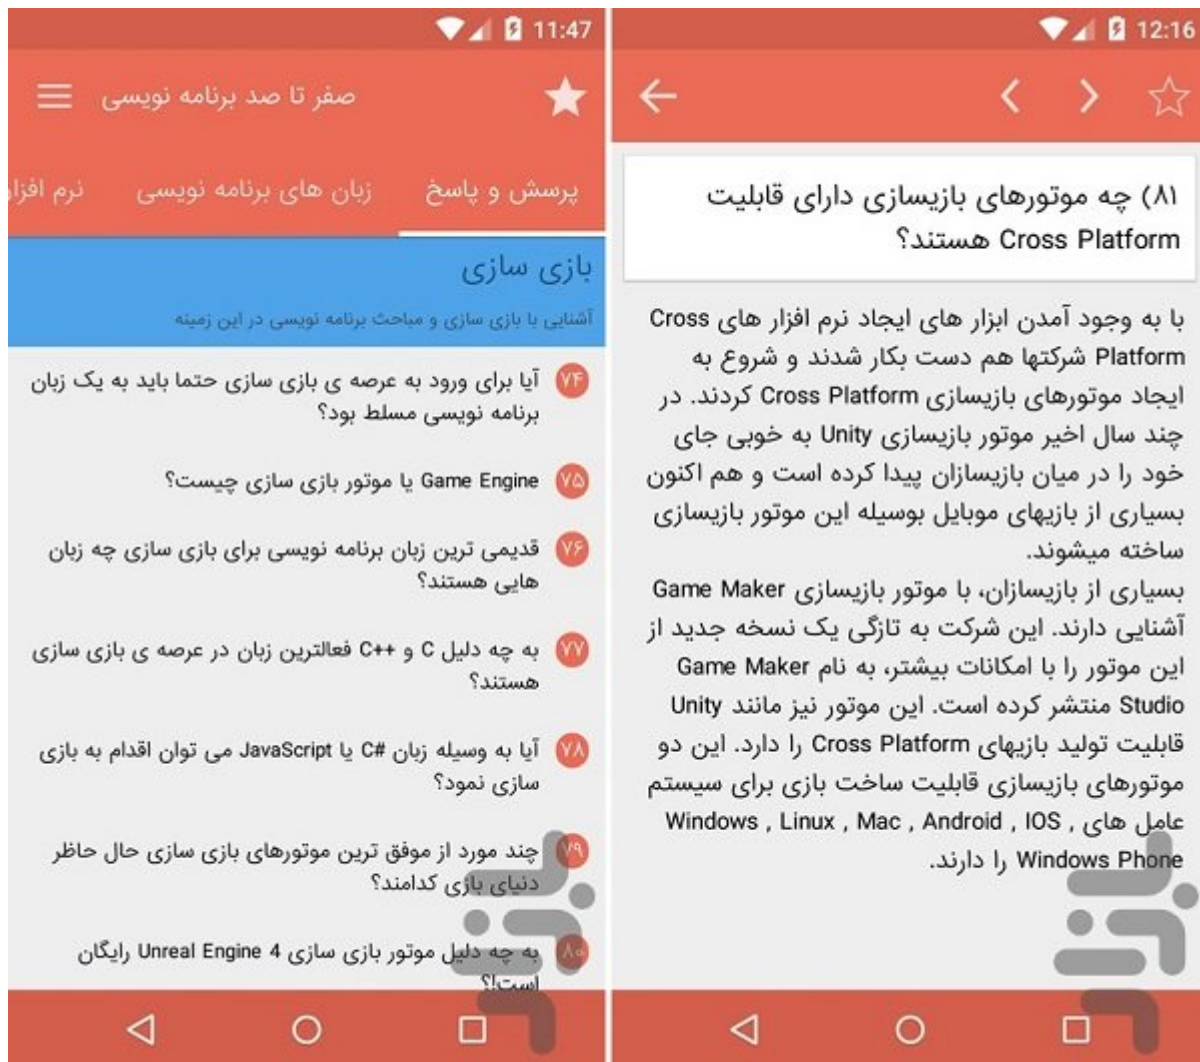 11:47
صفر تا صد برنامه نویسی
پرسش و پاسخ
زبان های برنامه نویسی
نرم افزار
بازی سازی
آشنایی با بازی سازی و مباحث برنامه نویسی در این زمینه
۷۴ آیا برای ورود به عرصه ی بازی سازی حتما باید به یک زبان
برنامه نویسی مسلط بود؟
۷۵ Game Engine یا موتور بازی سازی چیست؟
۷۶ قدیمی ترین زبان برنامه نویسی برای بازی سازی چه زبان
هایی هستند؟
۷۷ به چه دلیل C و C++ فعالترین زبان در عرصه ی بازی سازی
هستند؟
۷۸ آیا به وسیله زبان C# یا JavaScript می توان اقدام به بازی
سازی نمود؟
۷۹ چند مورد از موفق ترین موتورهای بازی سازی حال حاظر
دنیای بازی کدامند؟
۸۰ به چه دلیل موتور بازی سازی Unreal Engine 4 رایگان
است!؟
12:16
۸۱) چه موتورهای بازیسازی دارای قابلیت
Cross Platform هستند؟
با به وجود آمدن ابزار های ایجاد نرم افزار های Cross
Platform شرکتها هم دست بکار شدند و شروع به
ایجاد موتورهای بازیسازی Cross Platform کردند. در
چند سال اخیر موتور بازیسازی Unity به خوبی جای
خود را در میان بازیسازان پیدا کرده است و هم اکنون
بسیاری از بازیهای موبایل بوسیله این موتور بازیسازی
ساخته میشوند.
بسیاری از بازیسازان، با موتور بازیسازی Game Maker
آشنایی دارند. این شرکت به تازگی یک نسخه جدید از
این موتور را با امکانات بیشتر، به نام Game Maker
Studio منتشر کرده است. این موتور نیز مانند Unity
قابلیت تولید بازیهای Cross Platform را دارد. این دو
موتورهای بازیسازی قابلیت ساخت بازی برای سیستم
عامل های Windows , Linux , Mac , Android , IOS ,
Windows Phone را دارند.